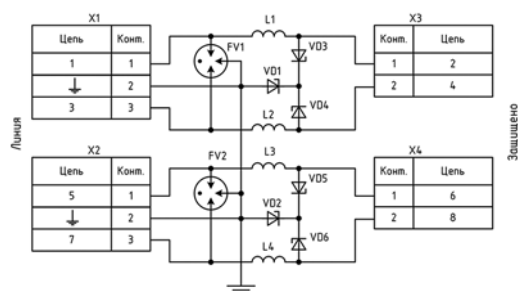 X1
L1
X3
Цепь Конт.
FV1
VD3
Конт. Цепь
1 1
1 2
2
VD1
2 4
3 3
VD4
L2
Линия
Защищено
X2
L3
X4
Цепь Конт.
FV2
VD5
Конт. Цепь
5 1
1 6
2
VD2
2 8
7 3
VD6
L4